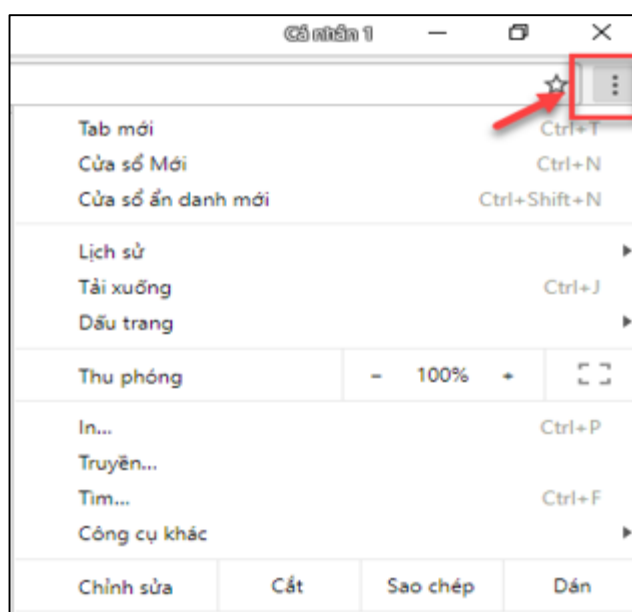 Cá nhân 1
Tab mới Ctrl+T
Cửa sổ Mới Ctrl+N
Cửa sổ ẩn danh mới Ctrl+Shift+N
Lịch sử
Tải xuống Ctrl+J
Dấu trang
Thu phóng - 100% +
In... Ctrl+P
Truyền...
Tìm... Ctrl+F
Công cụ khác
Chỉnh sửa Cắt Sao chép Dán